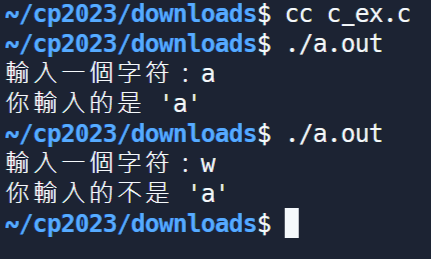 ~/cp2023/downloads$ cc c_ex.c
~/cp2023/downloads$ ./a.out
輸入一個字符：a
你輸入的是 'a'
~/cp2023/downloads$ ./a.out
輸入一個字符：w
你輸入的不是 'a'
~/cp2023/downloads$